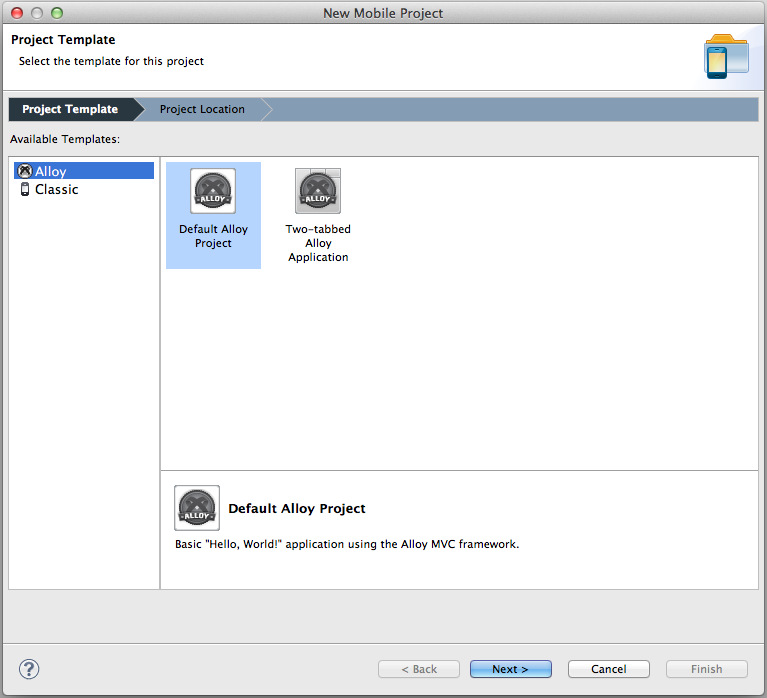 New Mobile Project
Project Template
Select the template for this project
Project Template
Project Location
Available Templates:
Alloy
Classic
ALLOY
Default Alloy
Project
ALLOY
Two-tabbed
Alloy
Application
ALLOY
Default Alloy Project
Basic "Hello, World!" application using the Alloy MVC framework.
?
< Back
Next >
Cancel
Finish